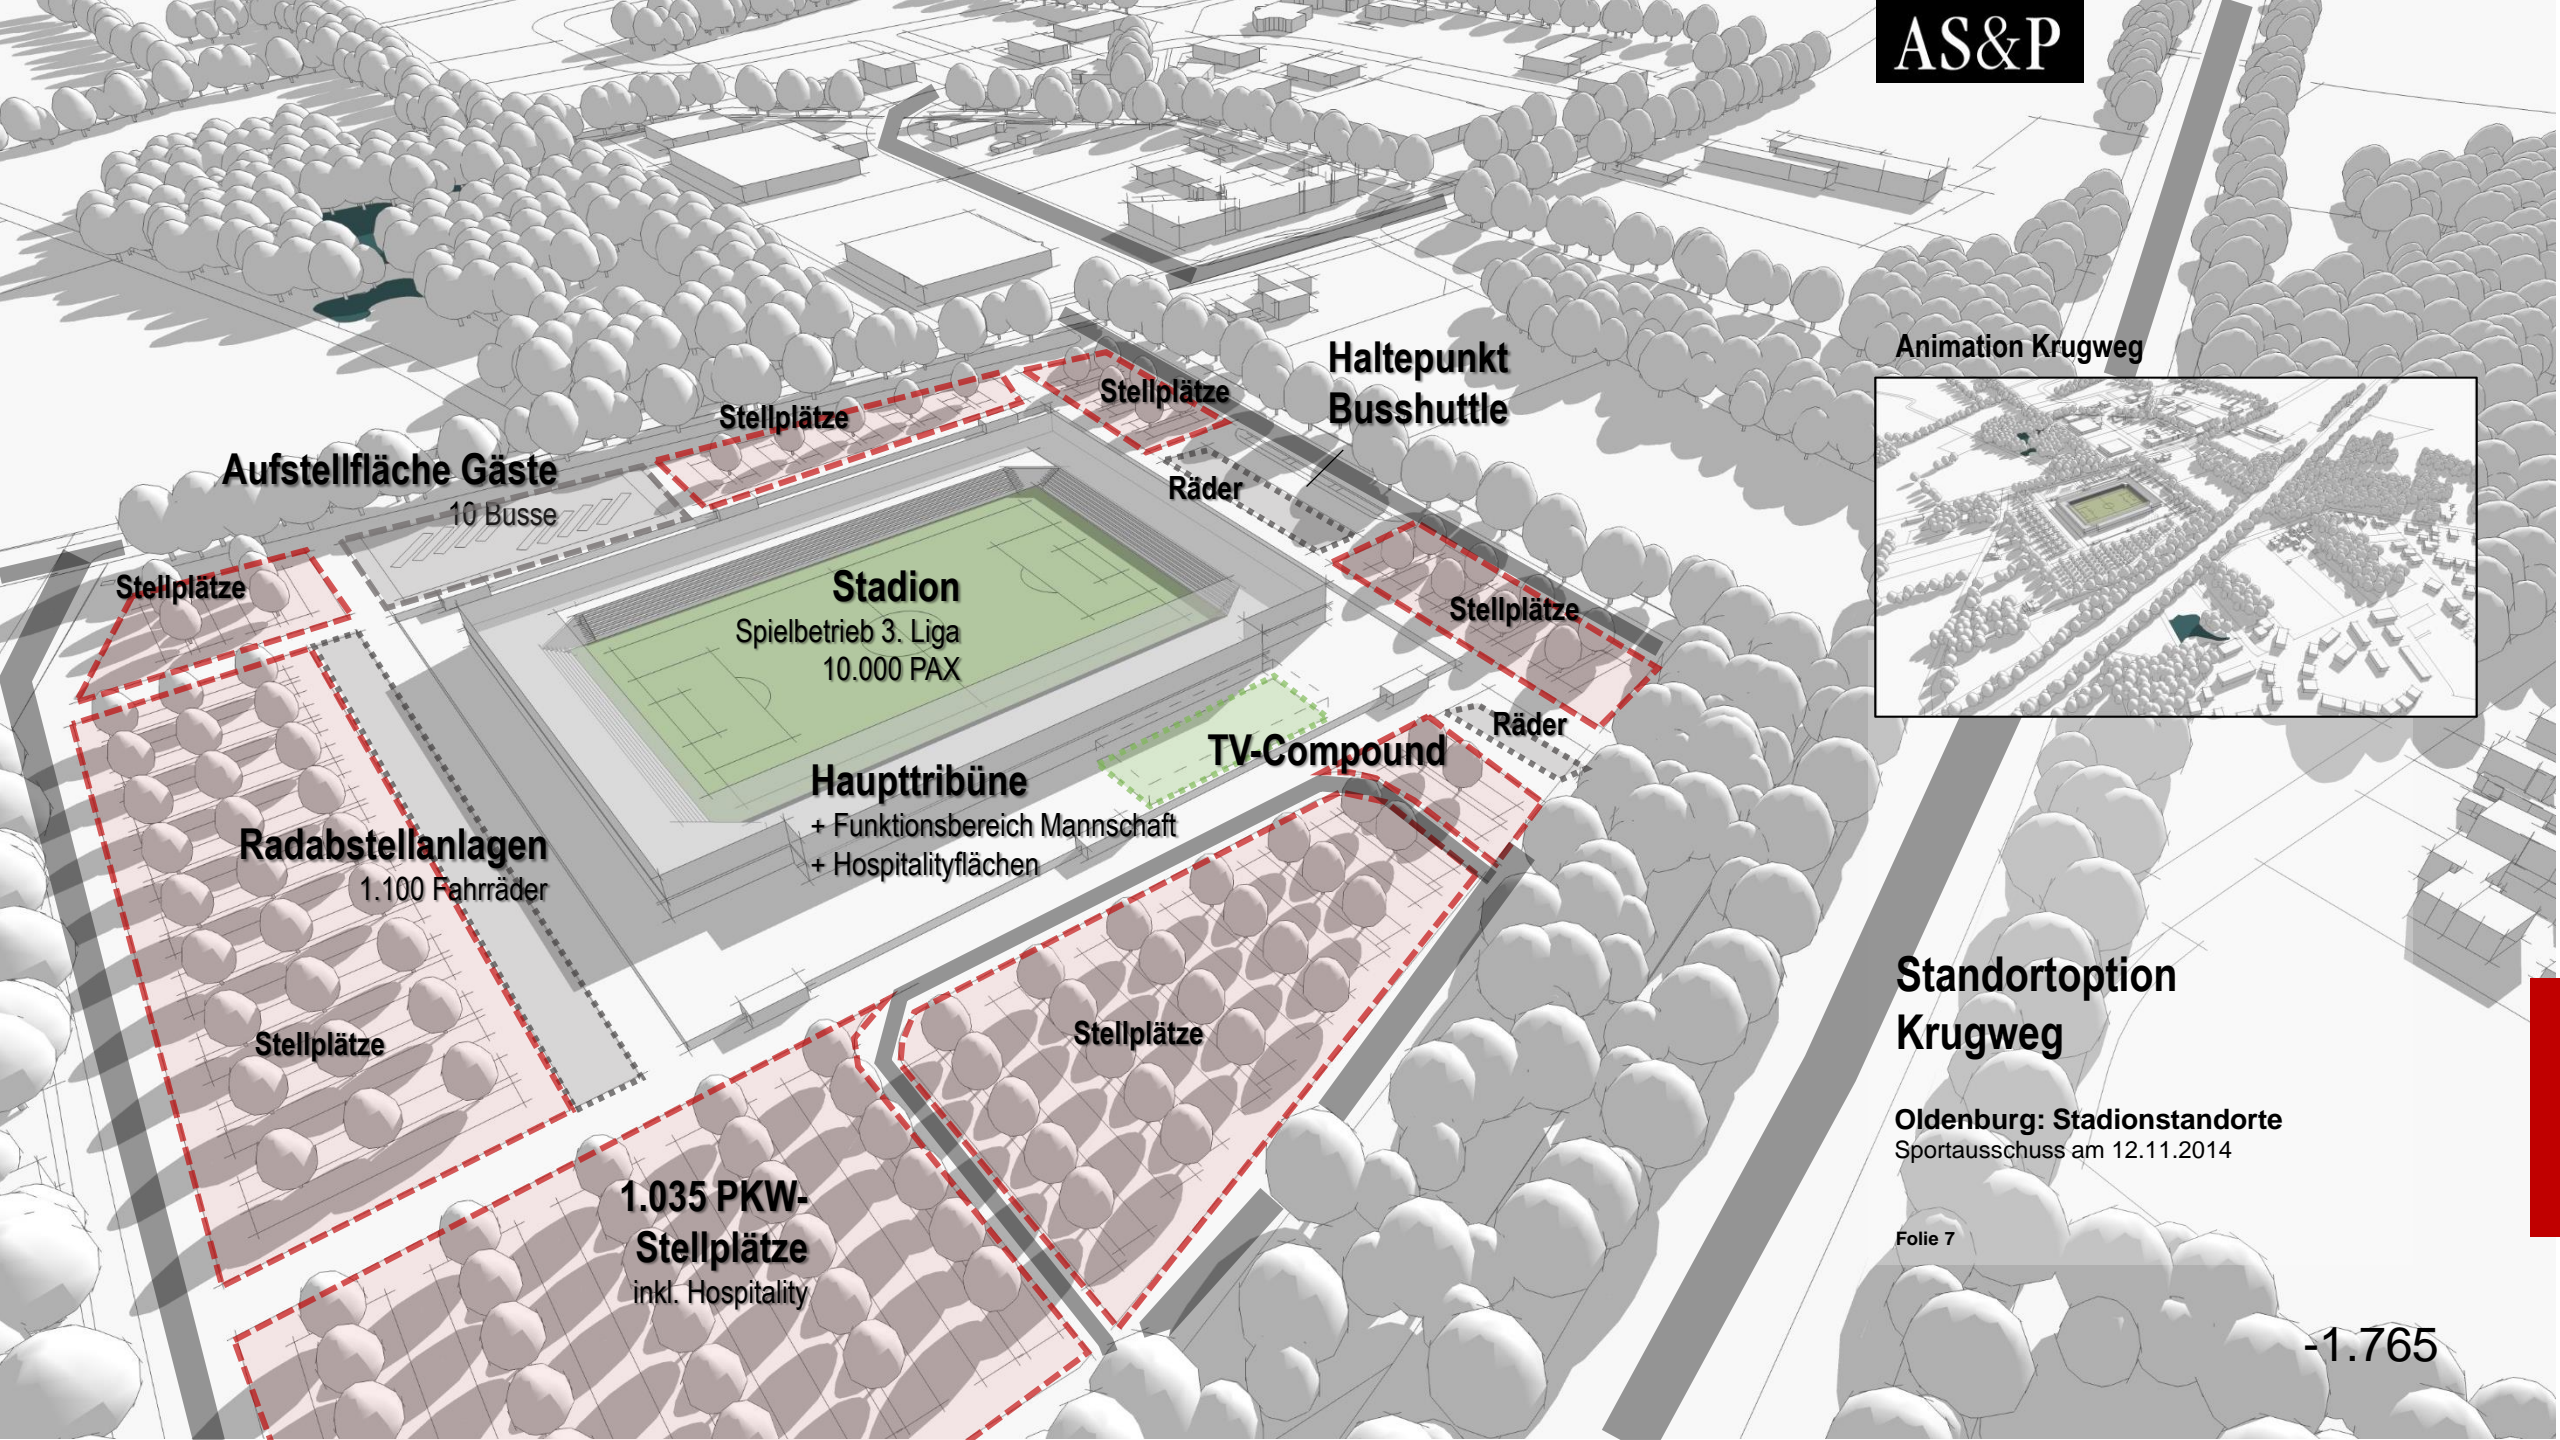 AS&P
Animation Krugweg
Haltepunkt
Busshuttle
Stellplätze
Stellplätze
Aufstellfläche Gäste
10 Busse
Räder
Stellplätze
Stadion
Spielbetrieb 3. Liga
10.000 PAX
Stellplätze
Räder
TV-Compound
Haupttribüne
+ Funktionsbereich Mannschaft
+ Hospitalityflächen
Radabstellanlagen
1.100 Fahrräder
Stellplätze
Stellplätze
1.035 PKW-
Stellplätze
inkl. Hospitality
Standortoption
Krugweg
Oldenburg: Stadionstandorte
Sportausschuss am 12.11.2014
Folie 7
-1.765